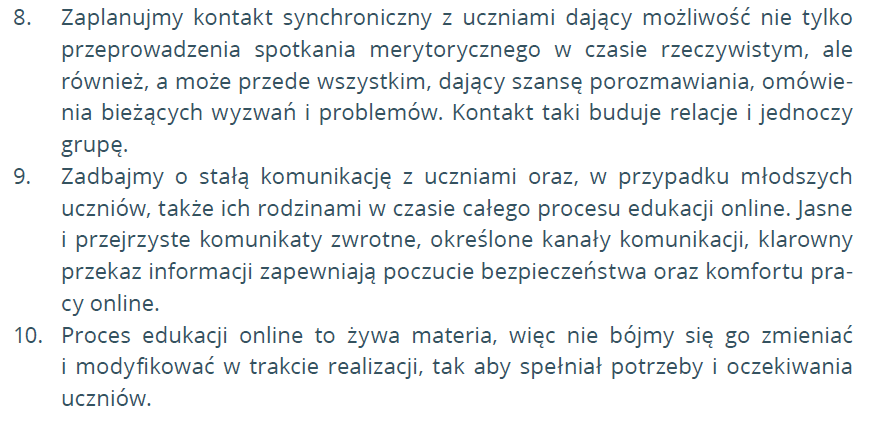 8. Zaplanujmy kontakt synchroniczny z uczniami dający możliwość nie tylko
przeprowadzenia spotkania merytorycznego w czasie rzeczywistym, ale
również, a może przede wszystkim, dający szansę porozmawiania, omówie-
nia bieżących wyzwań i problemów. Kontakt taki buduje relacje i jednoczy
grupę.
9. Zadbajmy o stałą komunikację z uczniami oraz, w przypadku młodszych
uczniów, także ich rodzinami w czasie całego procesu edukacji online. Jasne
i przejrzyste komunikaty zwrotne, określone kanały komunikacji, klarowny
przekaz informacji zapewniają poczucie bezpieczeństwa oraz komfortu pra-
cy online.
10. Proces edukacji online to żywa materia, więc nie bójmy się go zmieniać
i modyfikować w trakcie realizacji, tak aby spełniał potrzeby i oczekiwania
uczniów.